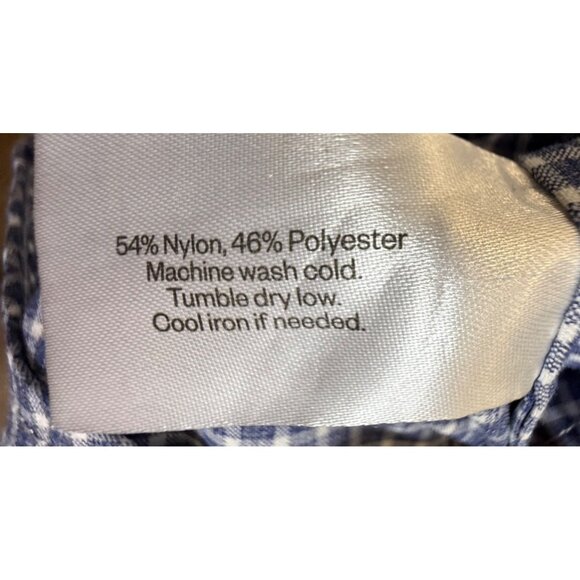 54% Nylon, 46% Polyester
Machine wash cold.
Tumble dry low.
Cool iron if needed.